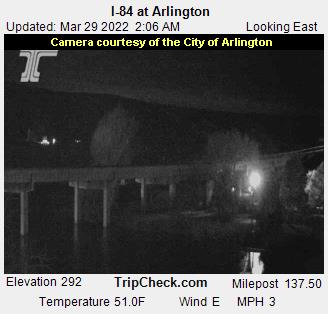 I-84 at Arlington
Updated: Mar 29 2022 2:06 AM Looking East
Camera courtesy of the City of Arlington
Elevation 292 TripCheck.com Milepost 137.50
Temperature 51.0F Wind E MPH 3